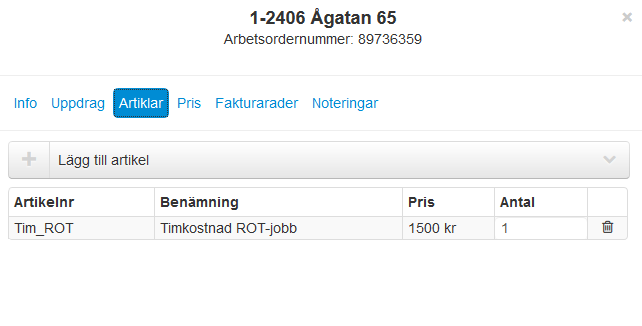 1-2406 Ågatan 65
Arbetsordernummer: 89736359
Info Uppdrag Artiklar Pris Fakturarader Noteringar
Lägg till artikel
Artikelnr Benämning Pris Antal
Tim_ROT Timkostnad ROT-jobb 1500 kr 1